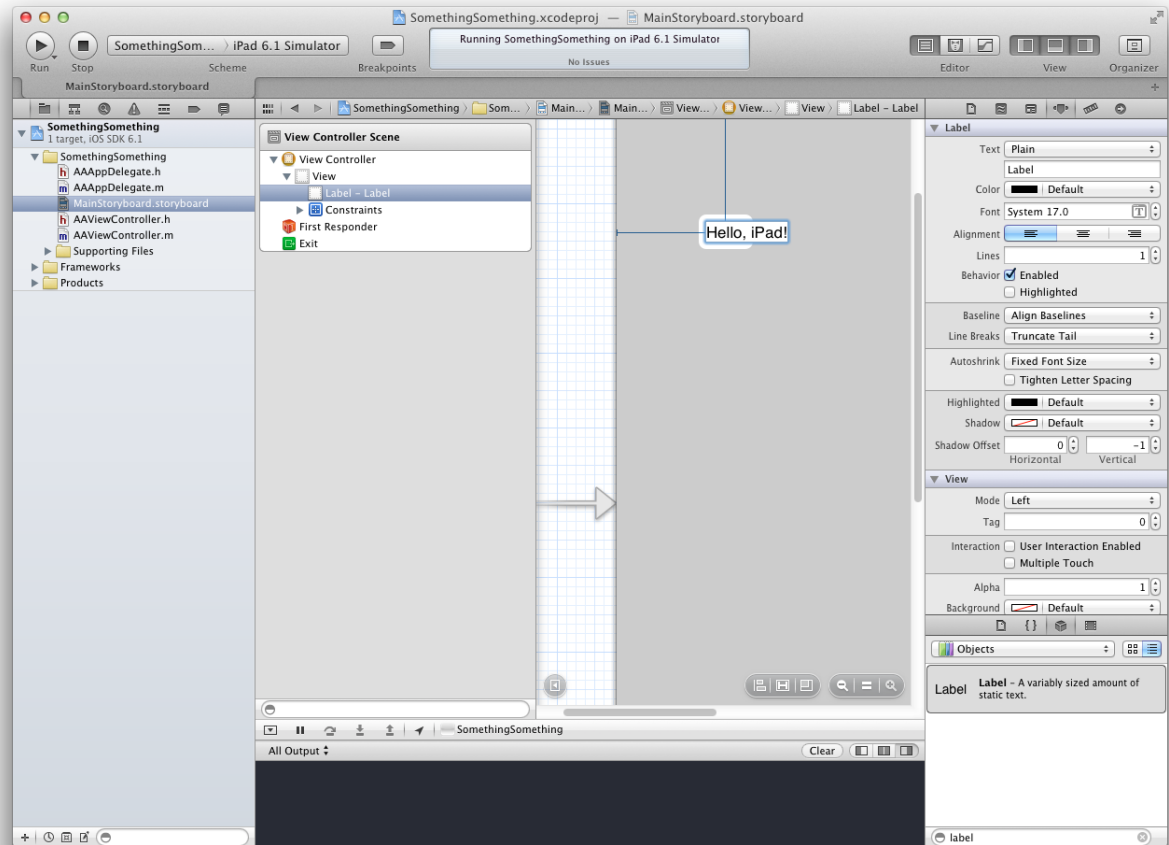 SomethingSomething.xcodeproj — MainStoryboard.storyboard
SomethingSom... iPad 6.1 Simulator
Running SomethingSomething on iPad 6.1 Simulator
No Issues
Run Stop Scheme Breakpoints Editor View Organizer
MainStoryboard.storyboard
SomethingSomething Som... Main... Main... View... View... View Label - Label
SomethingSomething
1 target, iOS SDK 6.1
SomethingSomething
h AAAppDelegate.h
m AAAppDelegate.m
MainStoryboard.storyboard
h AAViewController.h
m AAViewController.m
Supporting Files
Frameworks
Products
View Controller Scene
View Controller
View
Label - Label
Constraints
First Responder
Exit
Hello, iPad!
SomethingSomething
All Output
Clear
Label
Text Plain
Label
Color Default
Font System 17.0 T
Alignment
Lines 1
Behavior Enabled
Highlighted
Baseline Align Baselines
Line Breaks Truncate Tail
Autoshrink Fixed Font Size
Tighten Letter Spacing
Highlighted Default
Shadow Default
Shadow Offset 0 -1
Horizontal Vertical
View
Mode Left
Tag 0
Interaction User Interaction Enabled
Multiple Touch
Alpha 1
Background Default
{}
Objects
Label Label - A variably sized amount of
static text.
label